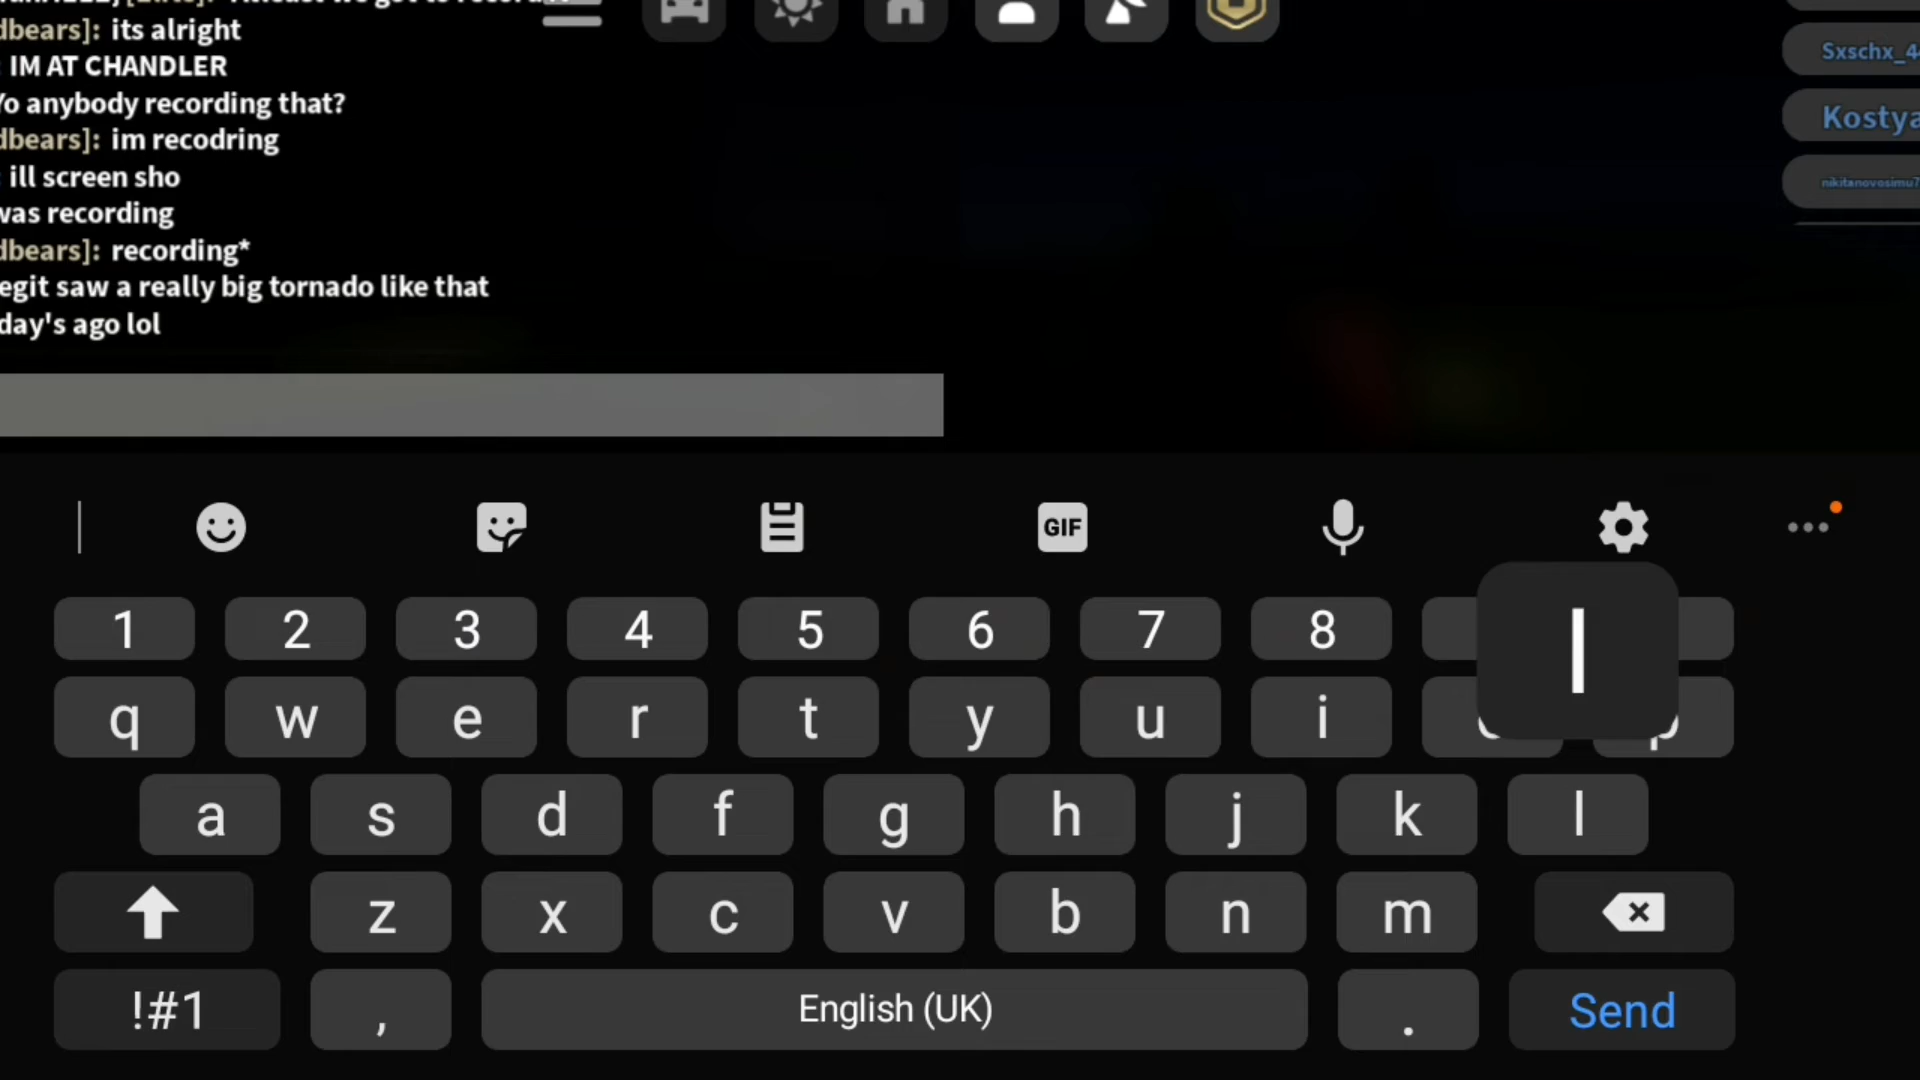 dbears]: its alright
: IM AT CHANDLER
Yo anybody recording that?
dbears]: im recodring
: ill screen sho
was recording
dbears]: recording*
egit saw a really big tornado like that
day's ago lol
Sxschx_4
Kostya
nikitanovosimu7
GIF
1 2 3 4 5 6 7 8
q w e r t y u i p
l
a s d f g h j k l
z x c v b n m
!#1 , English (UK) . Send